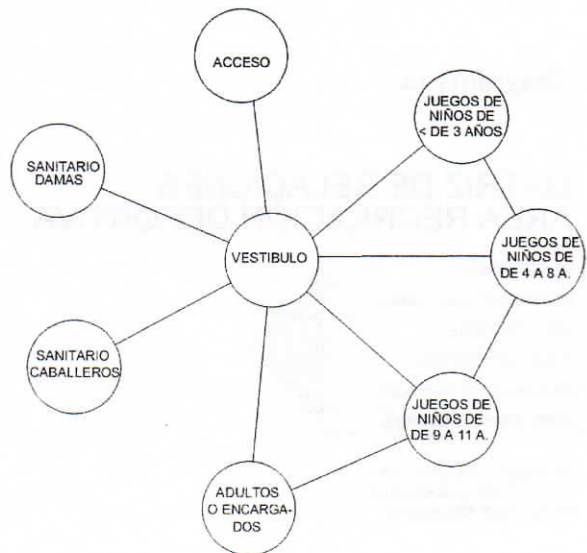 ACCESO
JUEGOS DE
NIÑOS DE
< DE 3 AÑOS
SANITARIO
DAMAS
VESTIBULO
JUEGOS DE
NIÑOS DE
DE 4 A 8 A.
SANITARIO
CABALLEROS
JUEGOS DE
NIÑOS DE
DE 9 A 11 A.
ADULTOS
O ENCARGA-
DOS